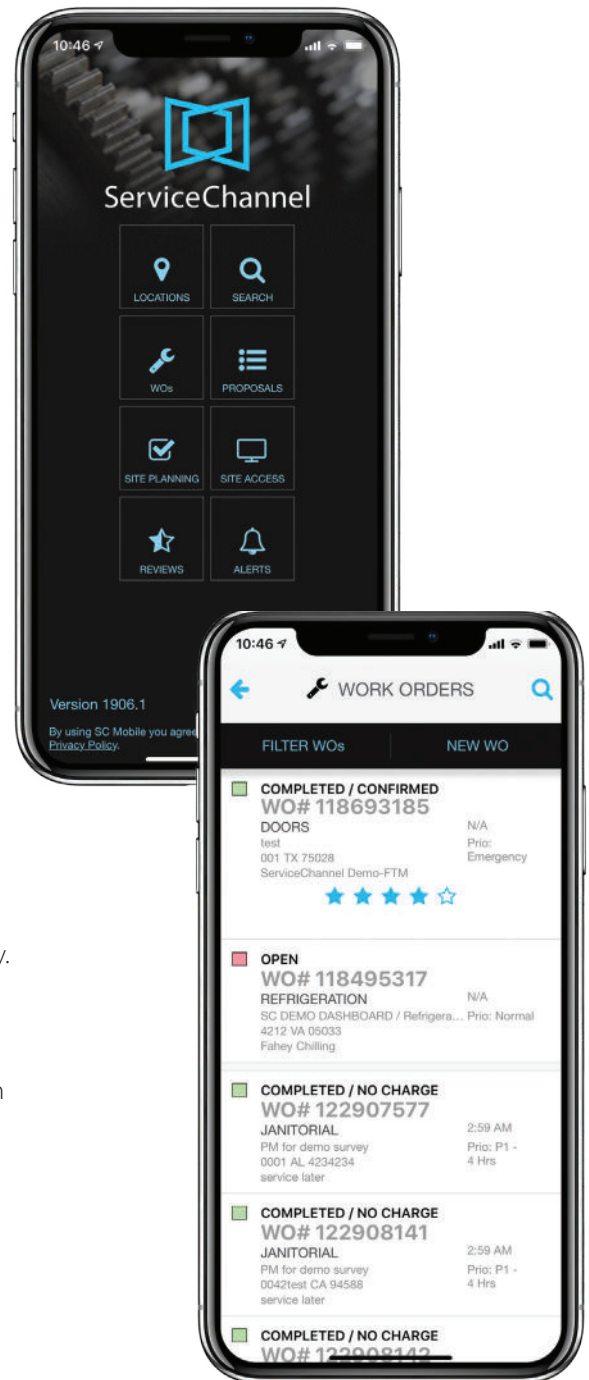 10:46
ServiceChannel
LOCATIONS
SEARCH
WOs
PROPOSALS
SITE PLANNING
SITE ACCESS
REVIEWS
ALERTS
Version 1906.1
By using SC Mobile you agree
Privacy Policy.
10:46
WORK ORDERS
FILTER WOs
NEW WO
COMPLETED / CONFIRMED
WO# 118693185
DOORS
N/A
test
Prio:
001 TX 75028
Emergency
ServiceChannel Demo-FTM
OPEN
WO# 118495317
REFRIGERATION
N/A
SC DEMO DASHBOARD / Refrigera...
Prio: Normal
4212 VA 05033
Fahey Chilling
COMPLETED / NO CHARGE
WO# 122907577
JANITORIAL
2:59 AM
PM for demo survey
Prio: P1 -
0001 AL 4234234
4 Hrs
service later
COMPLETED / NO CHARGE
WO# 122908141
JANITORIAL
2:59 AM
PM for demo survey
Prio: P1 -
0042test CA 94588
4 Hrs
service later
COMPLETED / NO CHARGE
WO# 122908142